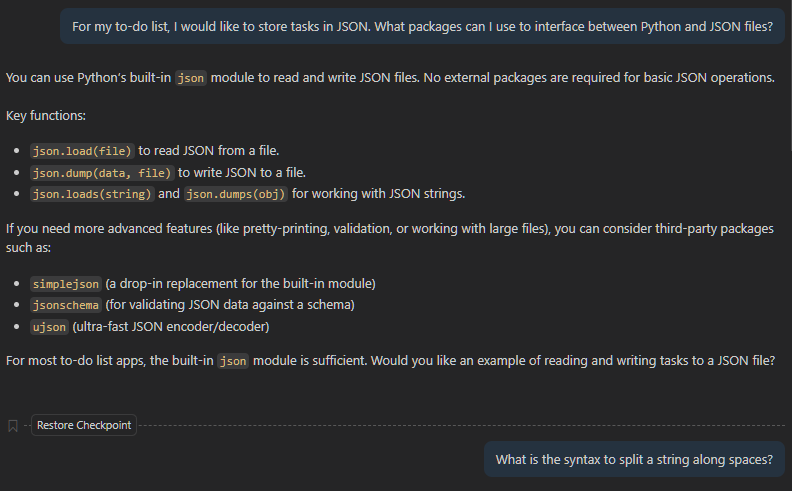 For my to-do list, I would like to store tasks in JSON. What packages can I use to interface between Python and JSON files?
You can use Python's built-in json module to read and write JSON files. No external packages are required for basic JSON operations.
Key functions:
• json.load(file) to read JSON from a file.
• json.dump(data, file) to write JSON to a file.
• json.loads(string) and json.dumps(obj) for working with JSON strings.
If you need more advanced features (like pretty-printing, validation, or working with large files), you can consider third-party packages
such as:
• simplejson (a drop-in replacement for the built-in module)
• jsonschema (for validating JSON data against a schema)
• ujson (ultra-fast JSON encoder/decoder)
For most to-do list apps, the built-in json module is sufficient. Would you like an example of reading and writing tasks to a JSON file?
Restore Checkpoint
What is the syntax to split a string along spaces?